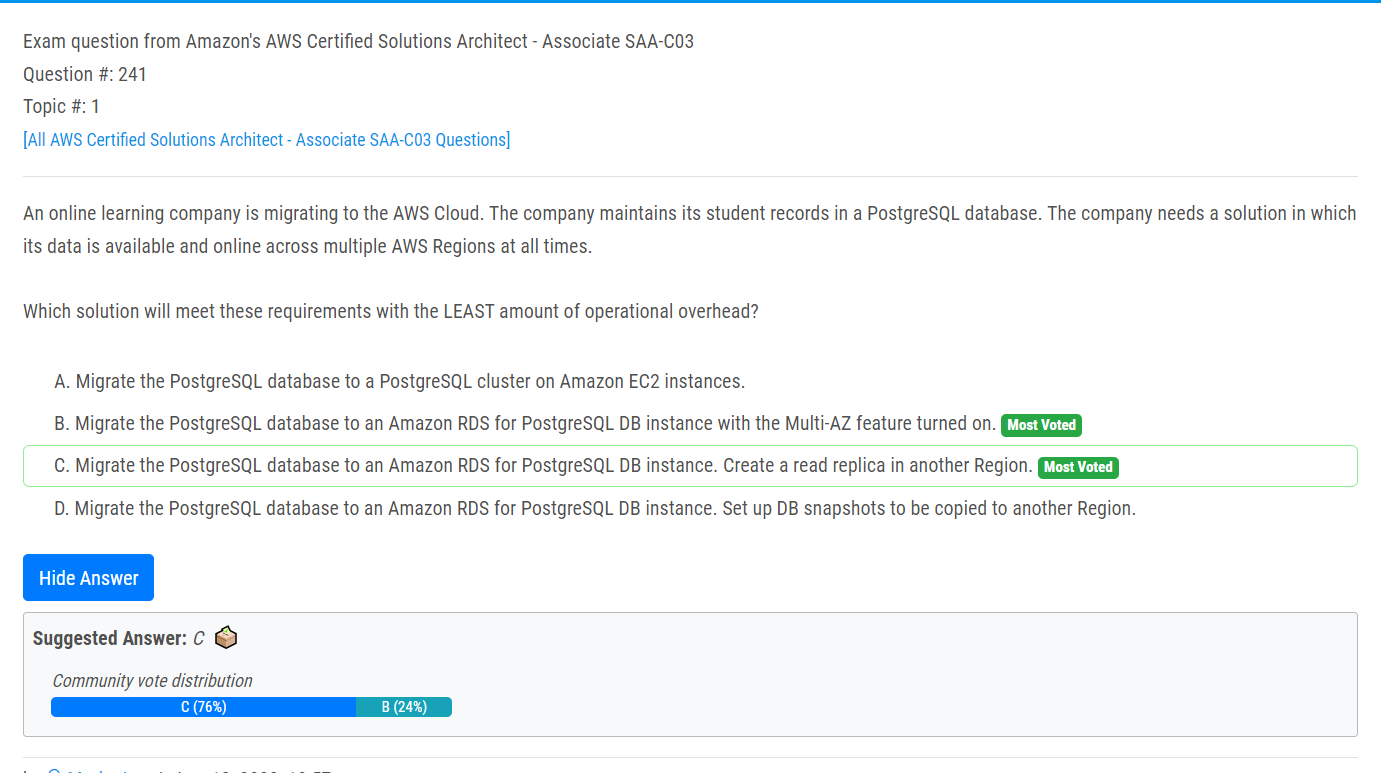 Exam question from Amazon's AWS Certified Solutions Architect - Associate SAA-C03
Question #: 241
Topic #: 1
[All AWS Certified Solutions Architect - Associate SAA-C03 Questions]
An online learning company is migrating to the AWS Cloud. The company maintains its student records in a PostgreSQL database. The company needs a solution in which
its data is available and online across multiple AWS Regions at all times.
Which solution will meet these requirements with the LEAST amount of operational overhead?
A. Migrate the PostgreSQL database to a PostgreSQL cluster on Amazon EC2 instances.
B. Migrate the PostgreSQL database to an Amazon RDS for PostgreSQL DB instance with the Multi-AZ feature turned on. Most Voted
C. Migrate the PostgreSQL database to an Amazon RDS for PostgreSQL DB instance. Create a read replica in another Region. Most Voted
D. Migrate the PostgreSQL database to an Amazon RDS for PostgreSQL DB instance. Set up DB snapshots to be copied to another Region.
Hide Answer
Suggested Answer: C
Community vote distribution
C (76%) B (24%)